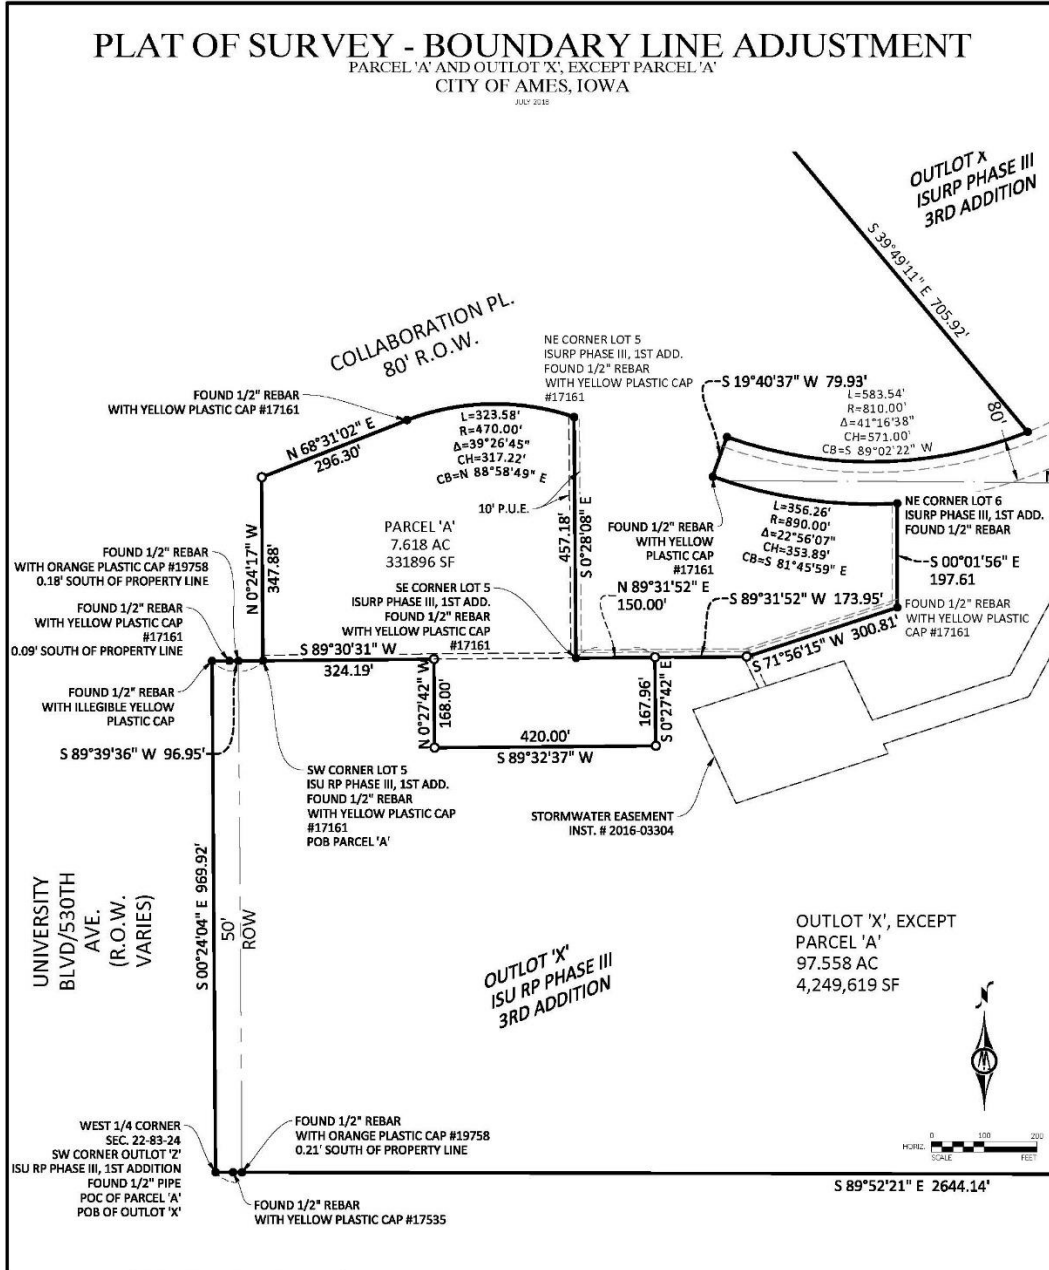 PLAT OF SURVEY - BOUNDARY LINE ADJUSTMENT
PARCEL 'A' AND OUTLOT 'X', EXCEPT PARCEL 'A'
CITY OF AMES, IOWA
JULY 2018
OUTLOT X
ISURP PHASE III
3RD ADDITION
S 39°49'11" E 705.92'
COLLABORATION PL.
80' R.O.W.
NE CORNER LOT 5
ISURP PHASE III, 1ST ADD.
FOUND 1/2" REBAR
WITH YELLOW PLASTIC CAP
#17161
S 19°40'37" W 79.93'
L=583.54'
R=810.00'
Δ=41°16'38"
CH=571.00'
CB=S 89°02'22" W
80'
FOUND 1/2" REBAR
WITH YELLOW PLASTIC CAP #17161
N 68°31'02" E
296.30'
L=323.58'
R=470.00'
Δ=39°26'45"
CH=317.22'
CB=N 88°58'49" E
10' P.U.E.
PARCEL 'A'
7.618 AC
331896 SF
457.18'
S 0°28'08" E
FOUND 1/2" REBAR
WITH YELLOW
PLASTIC CAP
#17161
L=356.26'
R=890.00'
Δ=22°56'07"
CH=353.89'
CB=S 81°45'59" E
NE CORNER LOT 6
ISURP PHASE III, 1ST ADD.
FOUND 1/2" REBAR
S 00°01'56" E
197.61
FOUND 1/2" REBAR
WITH YELLOW PLASTIC
CAP #17161
FOUND 1/2" REBAR
WITH ORANGE PLASTIC CAP #19758
0.18' SOUTH OF PROPERTY LINE
N 0°24'17" W
347.88'
SE CORNER LOT 5
ISURP PHASE III, 1ST ADD.
FOUND 1/2" REBAR
WITH YELLOW PLASTIC CAP
#17161
N 89°31'52" E
150.00'
S 89°31'52" W 173.95'
S 71°56'15" W 300.81'
FOUND 1/2" REBAR
WITH YELLOW PLASTIC CAP
#17161
0.09' SOUTH OF PROPERTY LINE
S 89°30'31" W
324.19'
FOUND 1/2" REBAR
WITH ILLEGIBLE YELLOW
PLASTIC CAP
S 89°39'36" W 96.95'
N 0°27'42" W
168.00'
420.00'
S 89°32'37" W
167.96'
S 0°27'42" E
SW CORNER LOT 5
ISU RP PHASE III, 1ST ADD.
FOUND 1/2" REBAR
WITH YELLOW PLASTIC CAP
#17161
POB PARCEL 'A'
STORMWATER EASEMENT
INST. # 2016-03304
UNIVERSITY
BLVD/530TH
AVE.
(R.O.W.
VARIES)
S 00°24'04" E 969.92'
50'
ROW
OUTLOT 'X'
ISU RP PHASE III
3RD ADDITION
OUTLOT 'X', EXCEPT
PARCEL 'A'
97.558 AC
4,249,619 SF
N
WEST 1/4 CORNER
SEC. 22-83-24
SW CORNER OUTLOT 'Z'
ISU RP PHASE III, 1ST ADDITION
FOUND 1/2" PIPE
POC OF PARCEL 'A'
POB OF OUTLOT 'X'
FOUND 1/2" REBAR
WITH ORANGE PLASTIC CAP #19758
0.21' SOUTH OF PROPERTY LINE
FOUND 1/2" REBAR
WITH YELLOW PLASTIC CAP #17535
0 100 200
HORIZ.
SCALE FEET
S 89°52'21" E 2644.14'